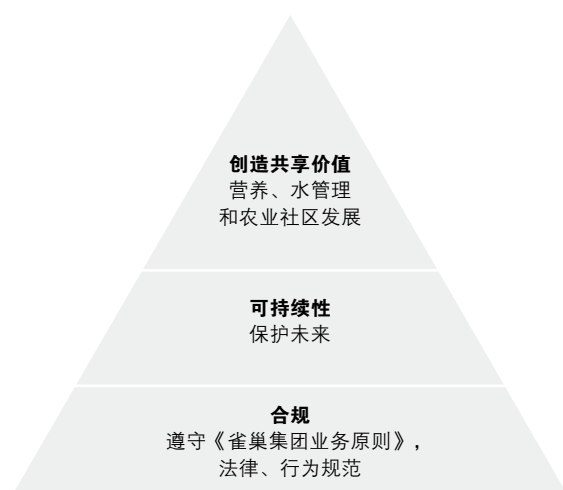 创造共享价值
营养、水管理
和农业社区发展
可持续性
保护未来
合规
遵守《雀巢集团业务原则》，
法律、行为规范